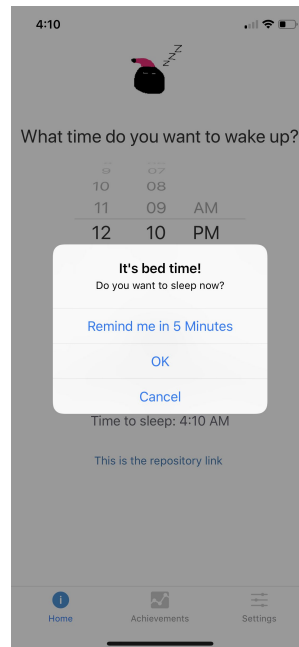 4:10
zzzz
What time do you want to wake up?
9 07
10 08
11 09 AM
12 10 PM
It's bed time!
Do you want to sleep now?
Remind me in 5 Minutes
OK
Cancel
Time to sleep: 4:10 AM
This is the repository link
Home Achievements Settings